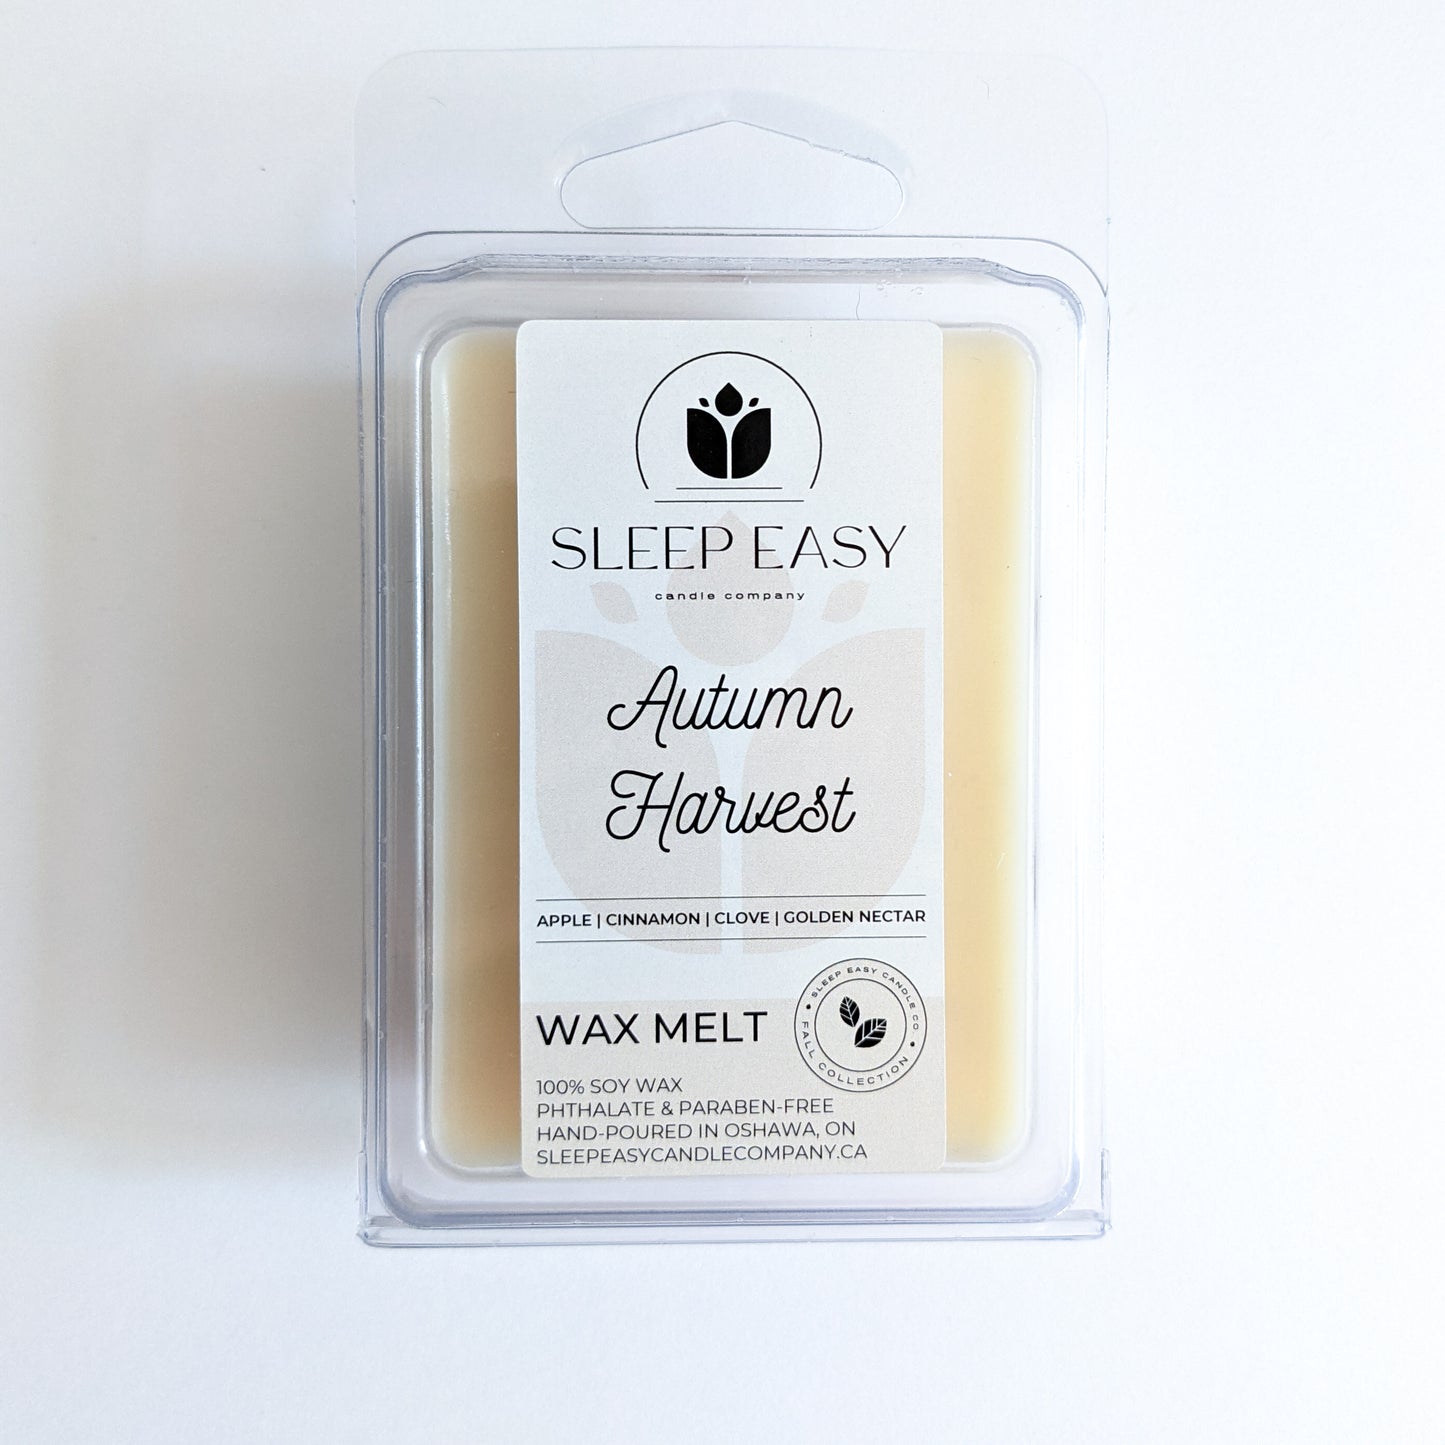 SLEEP EASY
candle company
Autumn
Harvest
APPLE | CINNAMON | CLOVE | GOLDEN NECTAR
SLEEP EASY CANDLE CO.
FALL COLLECTION
WAX MELT
100% SOY WAX
PHTHALATE & PARABEN-FREE
HAND-POURED IN OSHAWA, ON
SLEEPEASYCANDLECOMPANY.CA